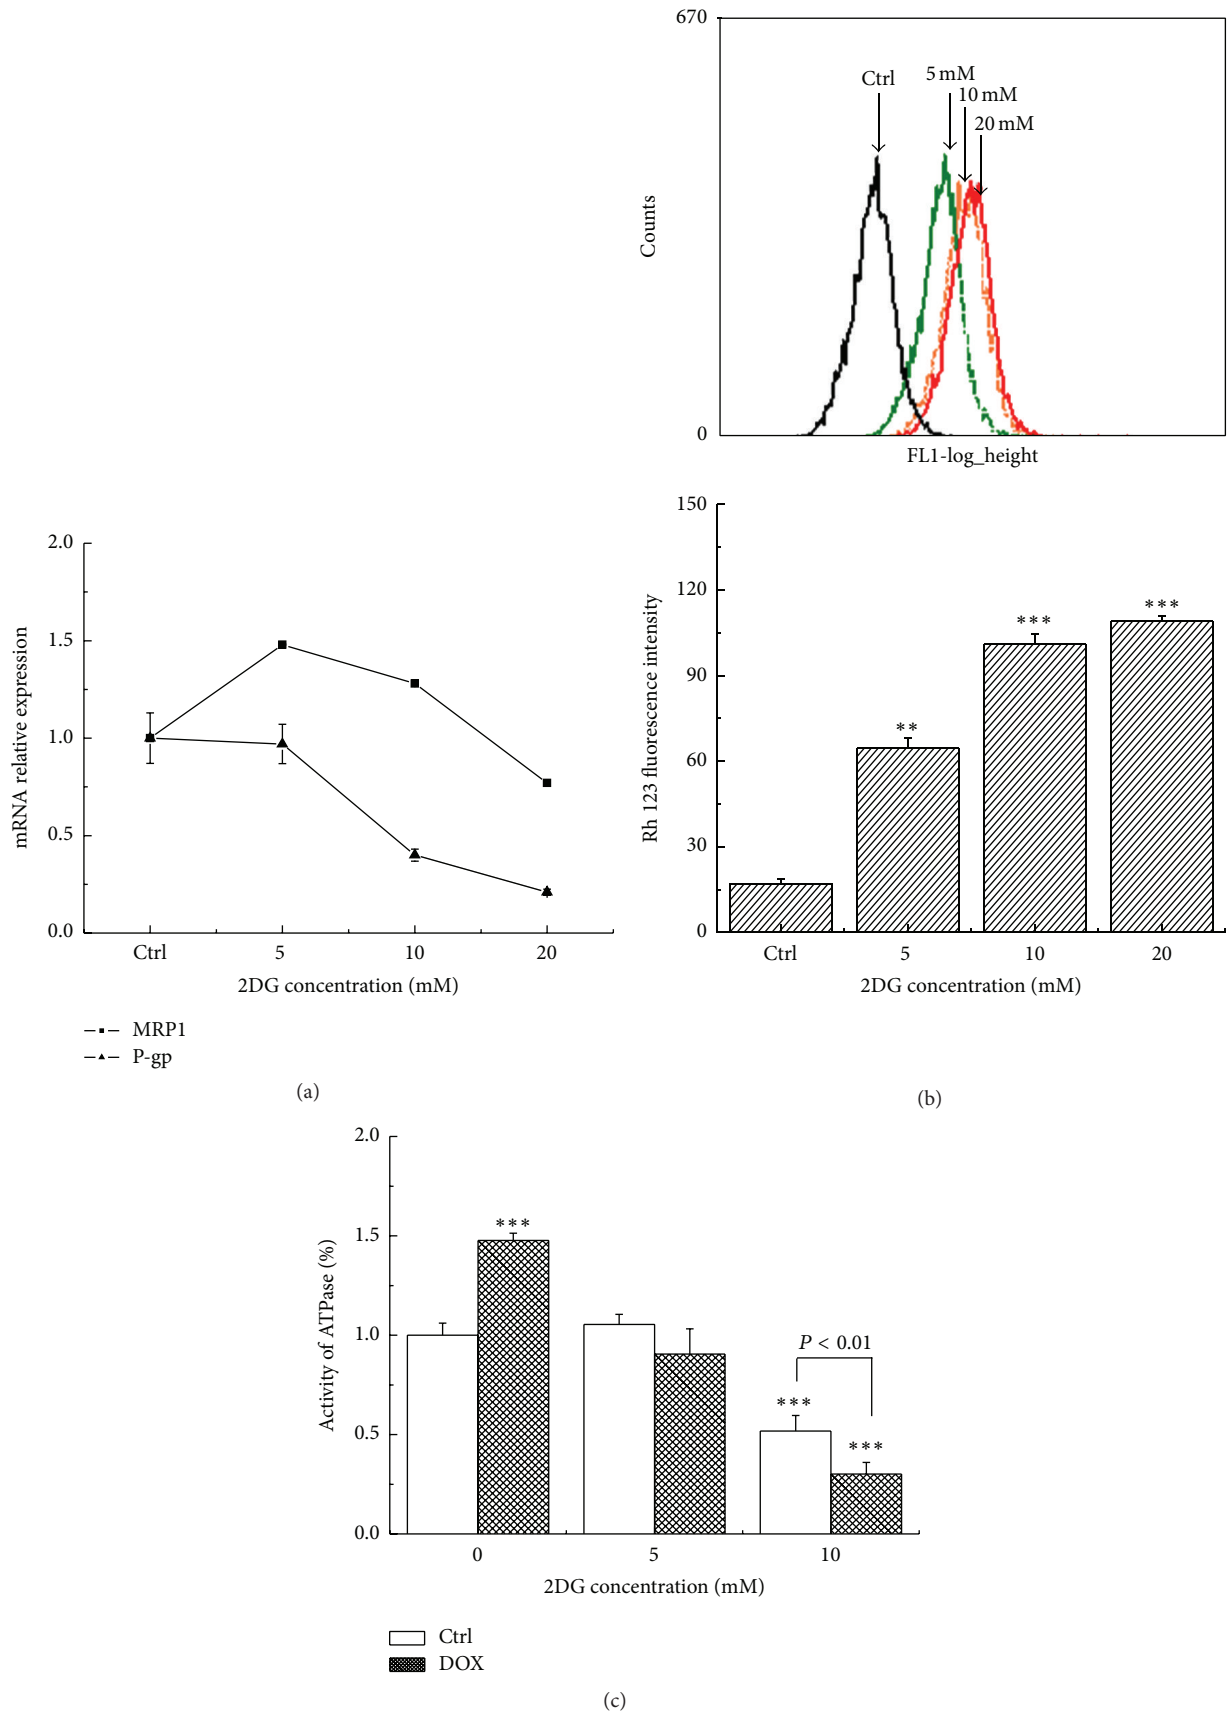 670
Ctrl
5 mM
10 mM
20 mM
Counts
0
FL1-log_height
2.0
1.5
1.0
0.5
0.0
mRNA relative expression
Ctrl
5
10
20
2DG concentration (mM)
MRP1
P-gp
(a)
150
120
90
60
30
0
Rh 123 fluorescence intensity
**
***
***
Ctrl
5
10
20
2DG concentration (mM)
(b)
2.0
1.5
1.0
0.5
0.0
Activity of ATPase (%)
***
P < 0.01
***
***
0
5
10
2DG concentration (mM)
Ctrl
DOX
(c)